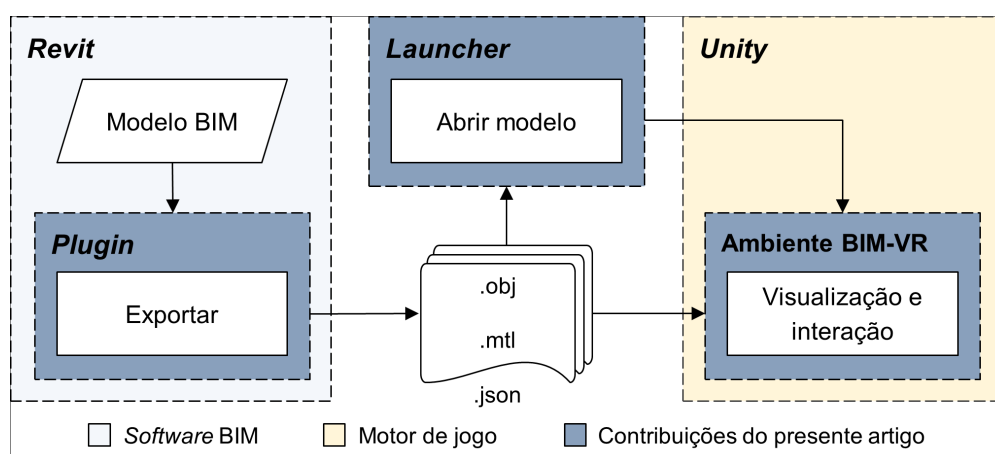 Revit
Launcher
Unity
Modelo BIM
Abrir modelo
Plugin
Exportar
.obj
.mtl
.json
Ambiente BIM-VR
Visualização e
interação
Software BIM
Motor de jogo
Contribuições do presente artigo